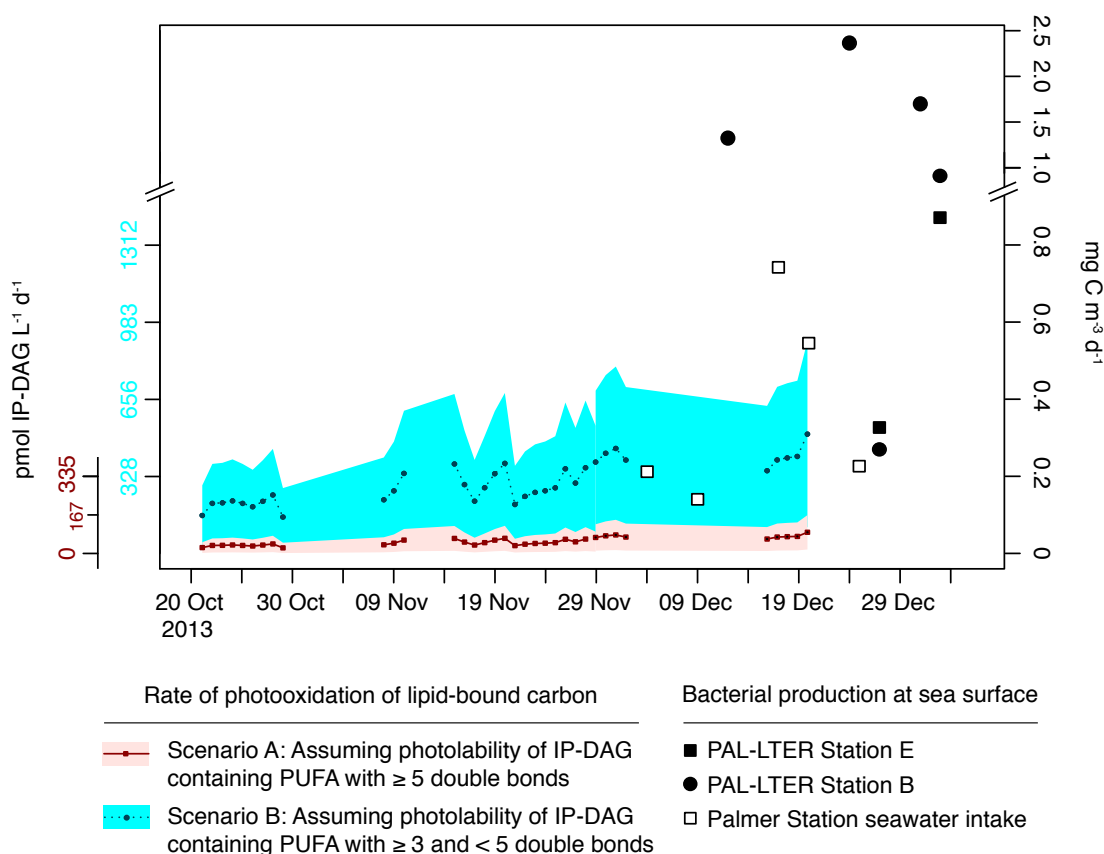 pmol IP-DAG L⁻¹ d⁻¹
0
167
335
328
656
983
1312
0
0.2
0.4
0.6
0.8
1.0
1.5
2.0
2.5
mg C m⁻³ d⁻¹
20 Oct 30 Oct 09 Nov 19 Nov 29 Nov 09 Dec 19 Dec 29 Dec
2013
Rate of photooxidation of lipid-bound carbon
Scenario A: Assuming photolability of IP-DAG
containing PUFA with ≥ 5 double bonds
Scenario B: Assuming photolability of IP-DAG
containing PUFA with ≥ 3 and < 5 double bonds
Bacterial production at sea surface
PAL-LTER Station E
PAL-LTER Station B
Palmer Station seawater intake